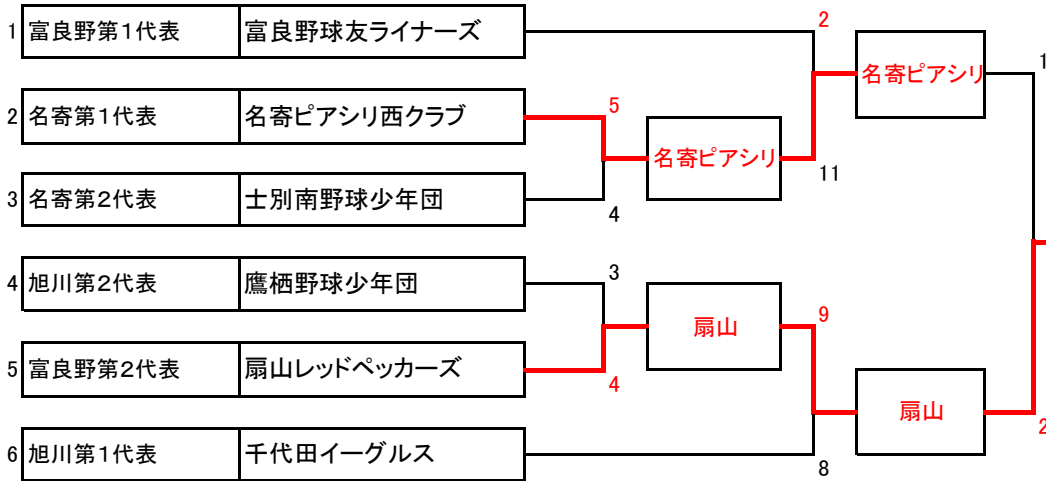 1 富良野第1代表 富良野球友ライナーズ
2
名寄ピアシリ
1
2 名寄第1代表 名寄ピアシリ西クラブ
5
名寄ピアシリ
11
3 名寄第2代表 士別南野球少年団
4
4 旭川第2代表 鷹栖野球少年団
3
扇山
9
5 富良野第2代表 扇山レッドペッカーズ
4
扇山
2
6 旭川第1代表 千代田イーグルス
8